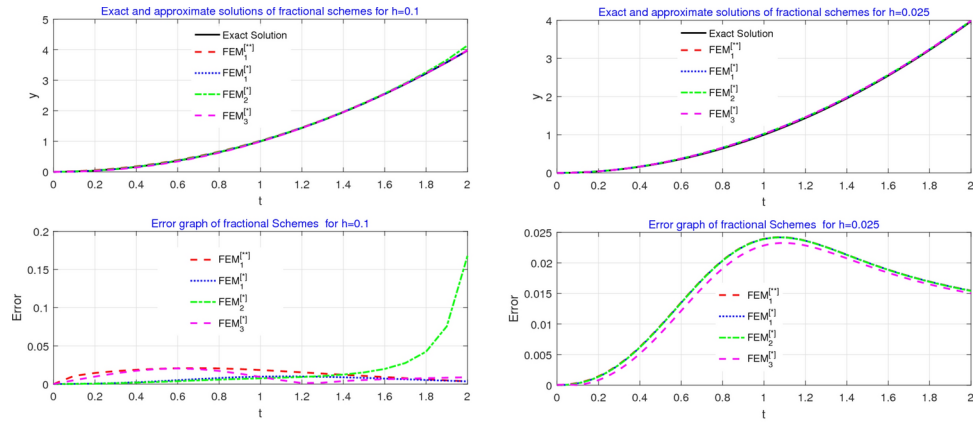 Exact and approximate solutions of fractional schemes for h=0.1
5
4
3
2
1
0
y
Exact Solution
FEM₁[**]
FEM₁[*]
FEM₂[*]
FEM₃[*]
0 0.2 0.4 0.6 0.8 1 1.2 1.4 1.6 1.8 2
t
Exact and approximate solutions of fractional schemes for h=0.025
4
3
2
1
0
y
Exact Solution
FEM₁[**]
FEM₁[*]
FEM₂[*]
FEM₃[*]
0 0.2 0.4 0.6 0.8 1 1.2 1.4 1.6 1.8 2
t
Error graph of fractional Schemes for h=0.1
0.2
0.15
0.1
0.05
0
Error
FEM₁[**]
FEM₁[*]
FEM₂[*]
FEM₃[*]
0 0.2 0.4 0.6 0.8 1 1.2 1.4 1.6 1.8 2
t
Error graph of fractional Schemes for h=0.025
0.025
0.02
0.015
0.01
0.005
0
Error
FEM₁[**]
FEM₁[*]
FEM₂[*]
FEM₃[*]
0 0.2 0.4 0.6 0.8 1 1.2 1.4 1.6 1.8 2
t